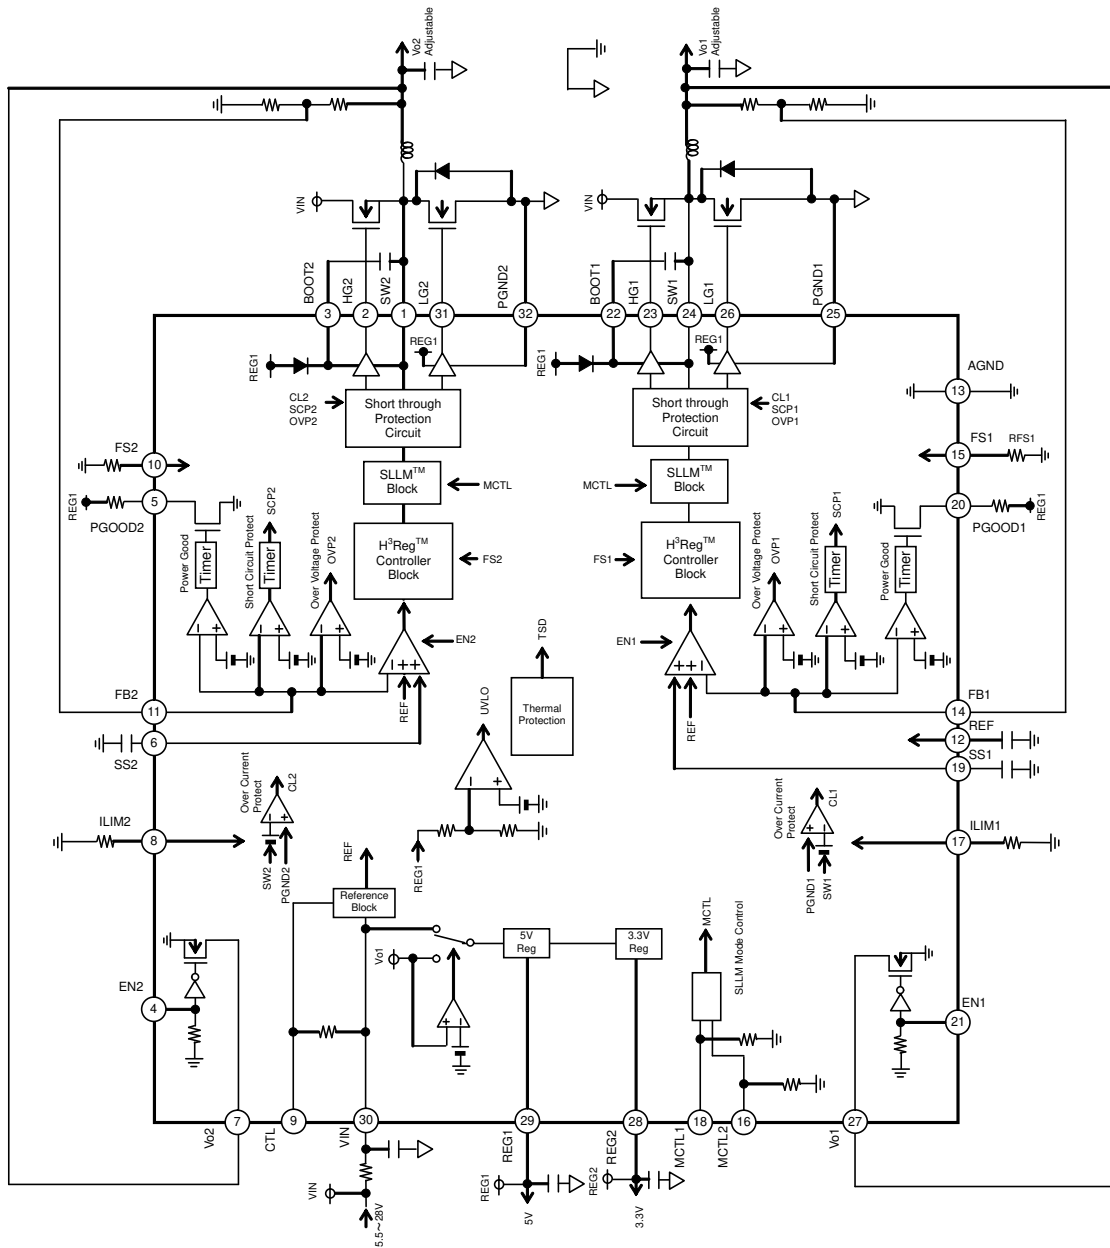 Vo2
Adjustable
Vo1
Adjustable
VIN
VIN
BOOT2
HG2
SW2
LG2
PGND2
BOOT1
HG1
SW1
LG1
PGND1
3
2
1
31
32
22
23
24
26
25
REG1
REG1
REG1
REG1
AGND
13
CL2
SCP2
OVP2
Short through
Protection
Circuit
Short through
Protection
Circuit
CL1
SCP1
OVP1
FS2
10
FS1
15
RFS1
SLLM™
Block
MCTL
MCTL
SLLM™
Block
REG1
5
PGOOD2
20
PGOOD1
REG1
H³Reg™
Controller
Block
FS2
FS1
H³Reg™
Controller
Block
Power Good
Timer
Short Circuit Protect
SCP2
Timer
Over Voltage Protect
OVP2
Over Voltage Protect
OVP1
Short Circuit Protect
SCP1
Timer
Power Good
Timer
EN2
EN1
TSD
Thermal
Protection
REF
REF
UVLO
FB2
11
FB1
14
6
SS2
REF
12
SS1
19
Over Current
Protect
CL2
SW2
PGND2
ILIM2
8
REG1
Over Current
Protect
CL1
PGND1
SW1
ILIM1
17
REF
Reference
Block
5V
Reg
3.3V
Reg
Vo1
MCTL
SLLM Mode Control
EN2
4
EN1
21
7
9
30
29
28
18
16
27
Vo2
CTL
VIN
REG1
REG2
MCTL1
MCTL2
Vo1
VIN
5.5～28V
REG1
5V
REG2
3.3V